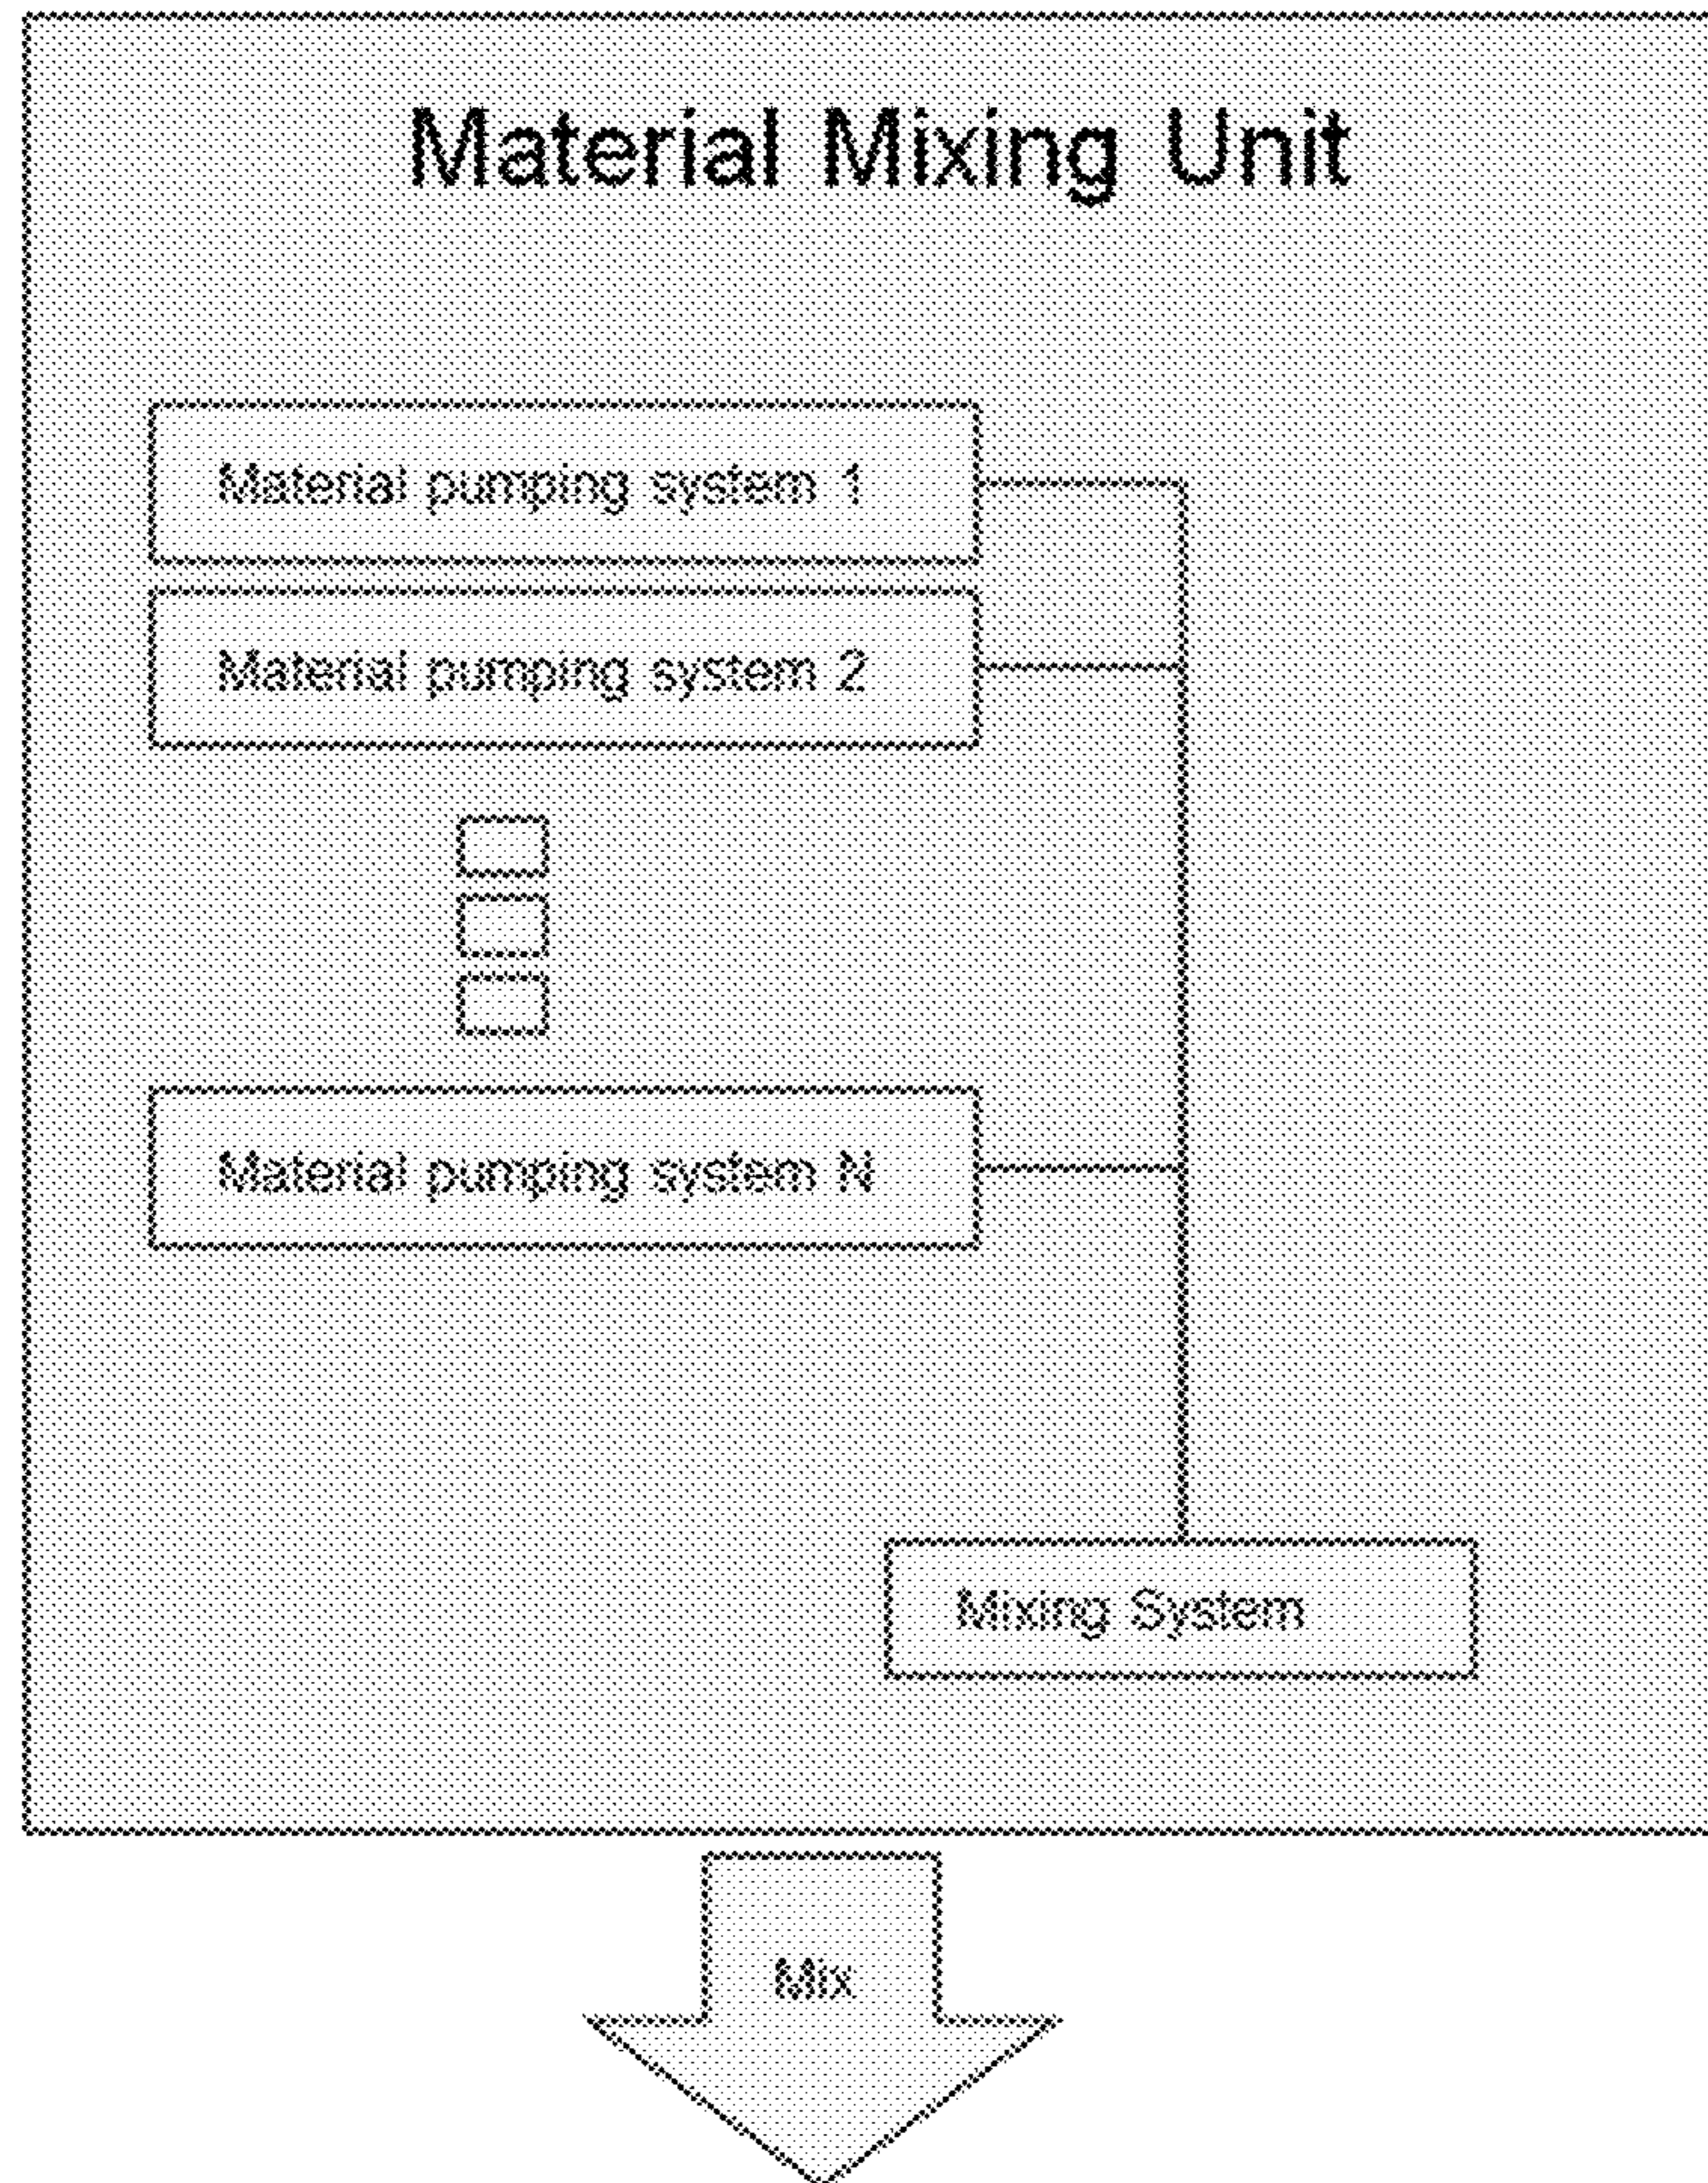 Material Mixing Unit
Material pumping system 1
Material pumping system 2
Material pumping system N
Mixing System
Mix